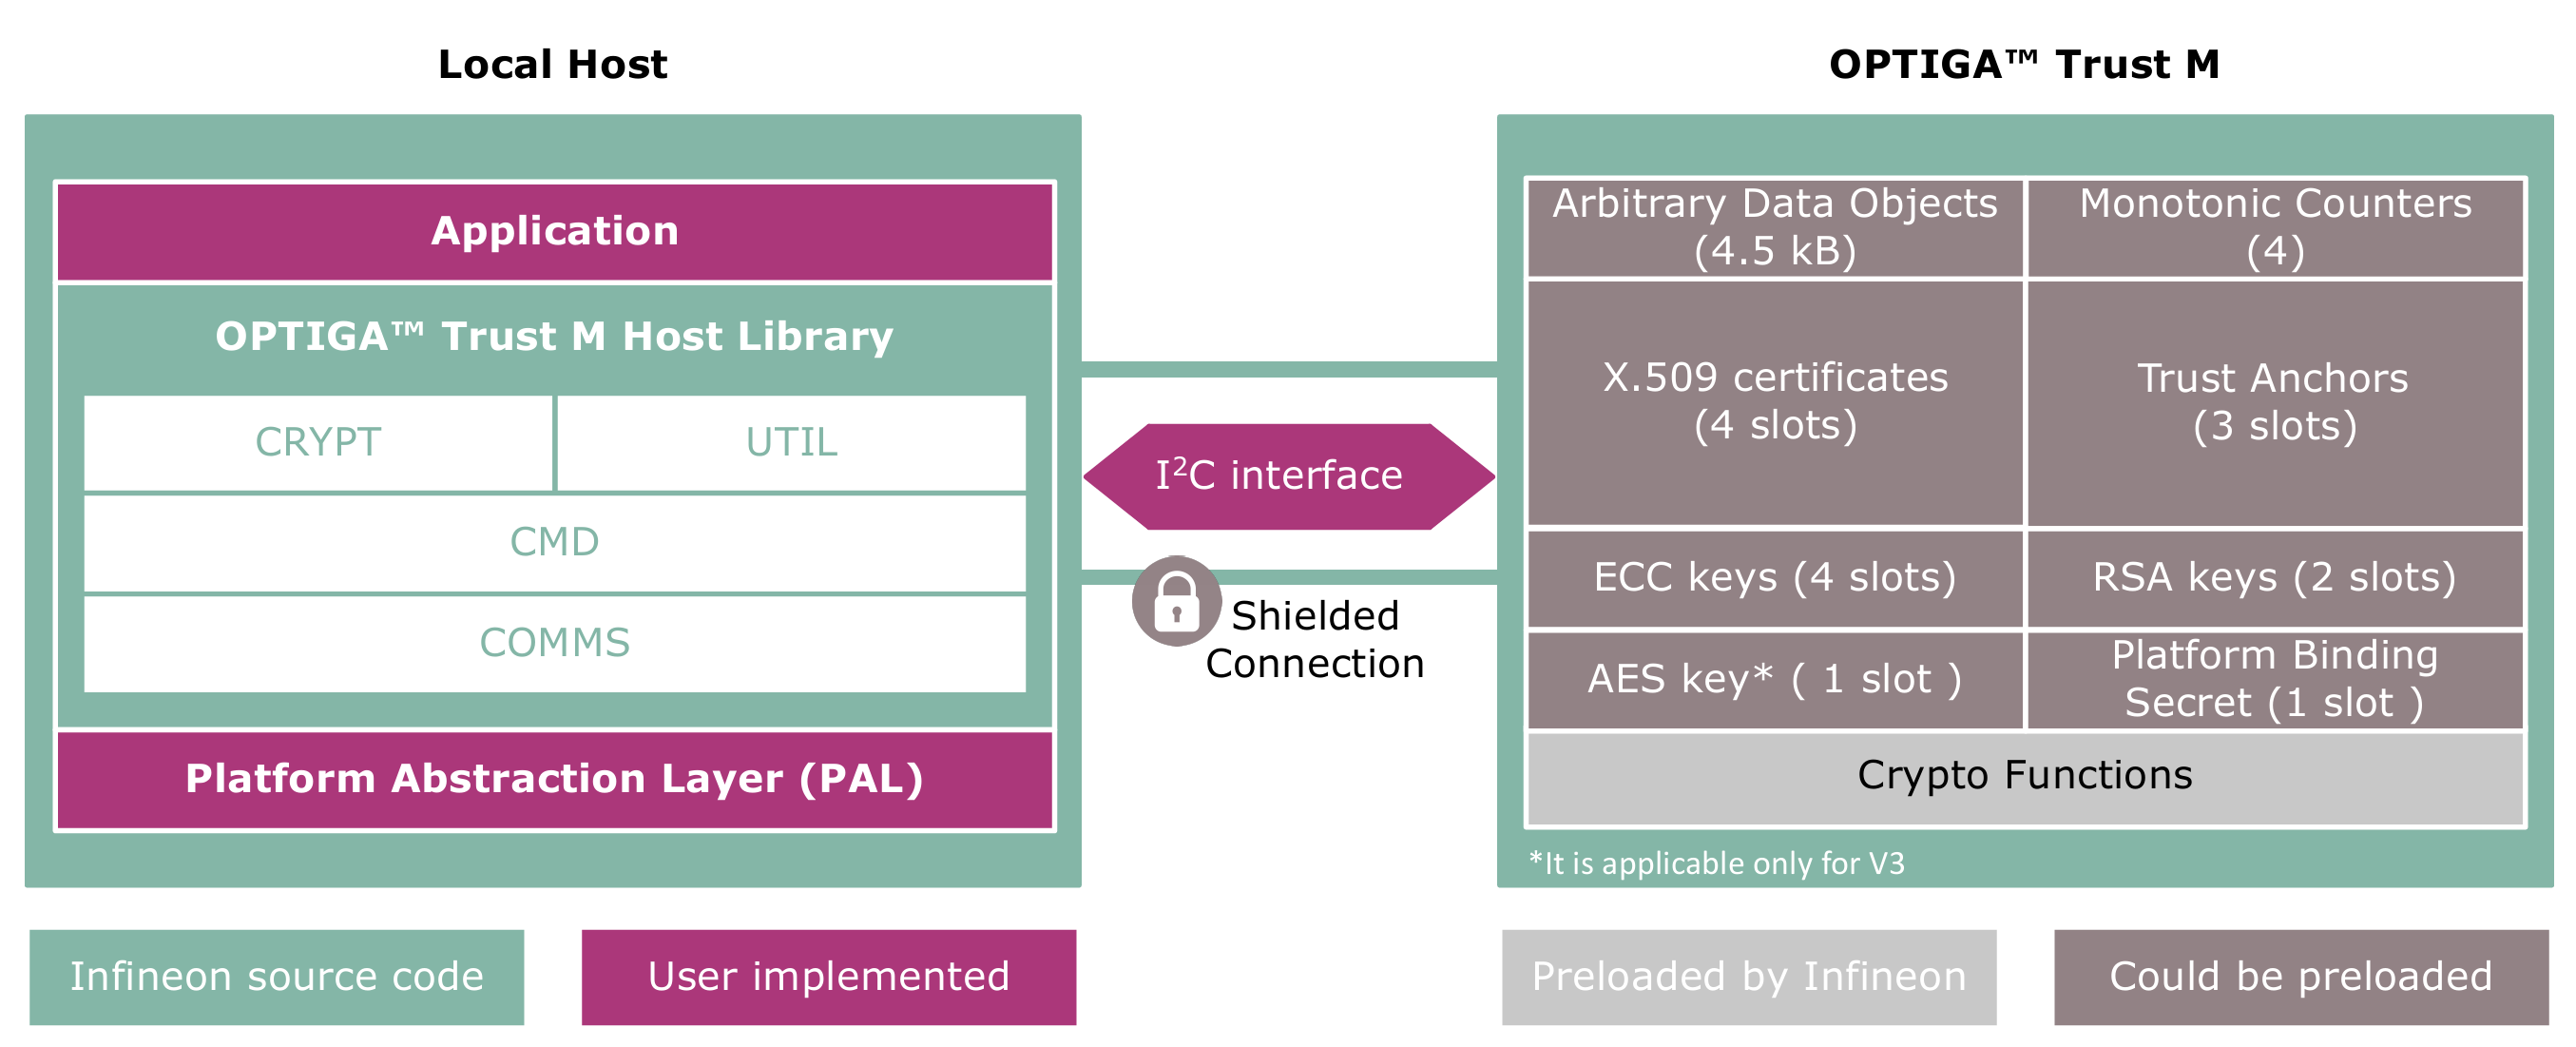 Local Host
Application
OPTIGA™ Trust M Host Library
CRYPT
UTIL
CMD
COMMS
Platform Abstraction Layer (PAL)
I²C interface
Shielded
Connection
OPTIGA™ Trust M
Arbitrary Data Objects
(4.5 kB)
Monotonic Counters
(4)
X.509 certificates
(4 slots)
Trust Anchors
(3 slots)
ECC keys (4 slots)
RSA keys (2 slots)
AES key* ( 1 slot )
Platform Binding
Secret (1 slot )
Crypto Functions
*It is applicable only for V3
Infineon source code
User implemented
Preloaded by Infineon
Could be preloaded